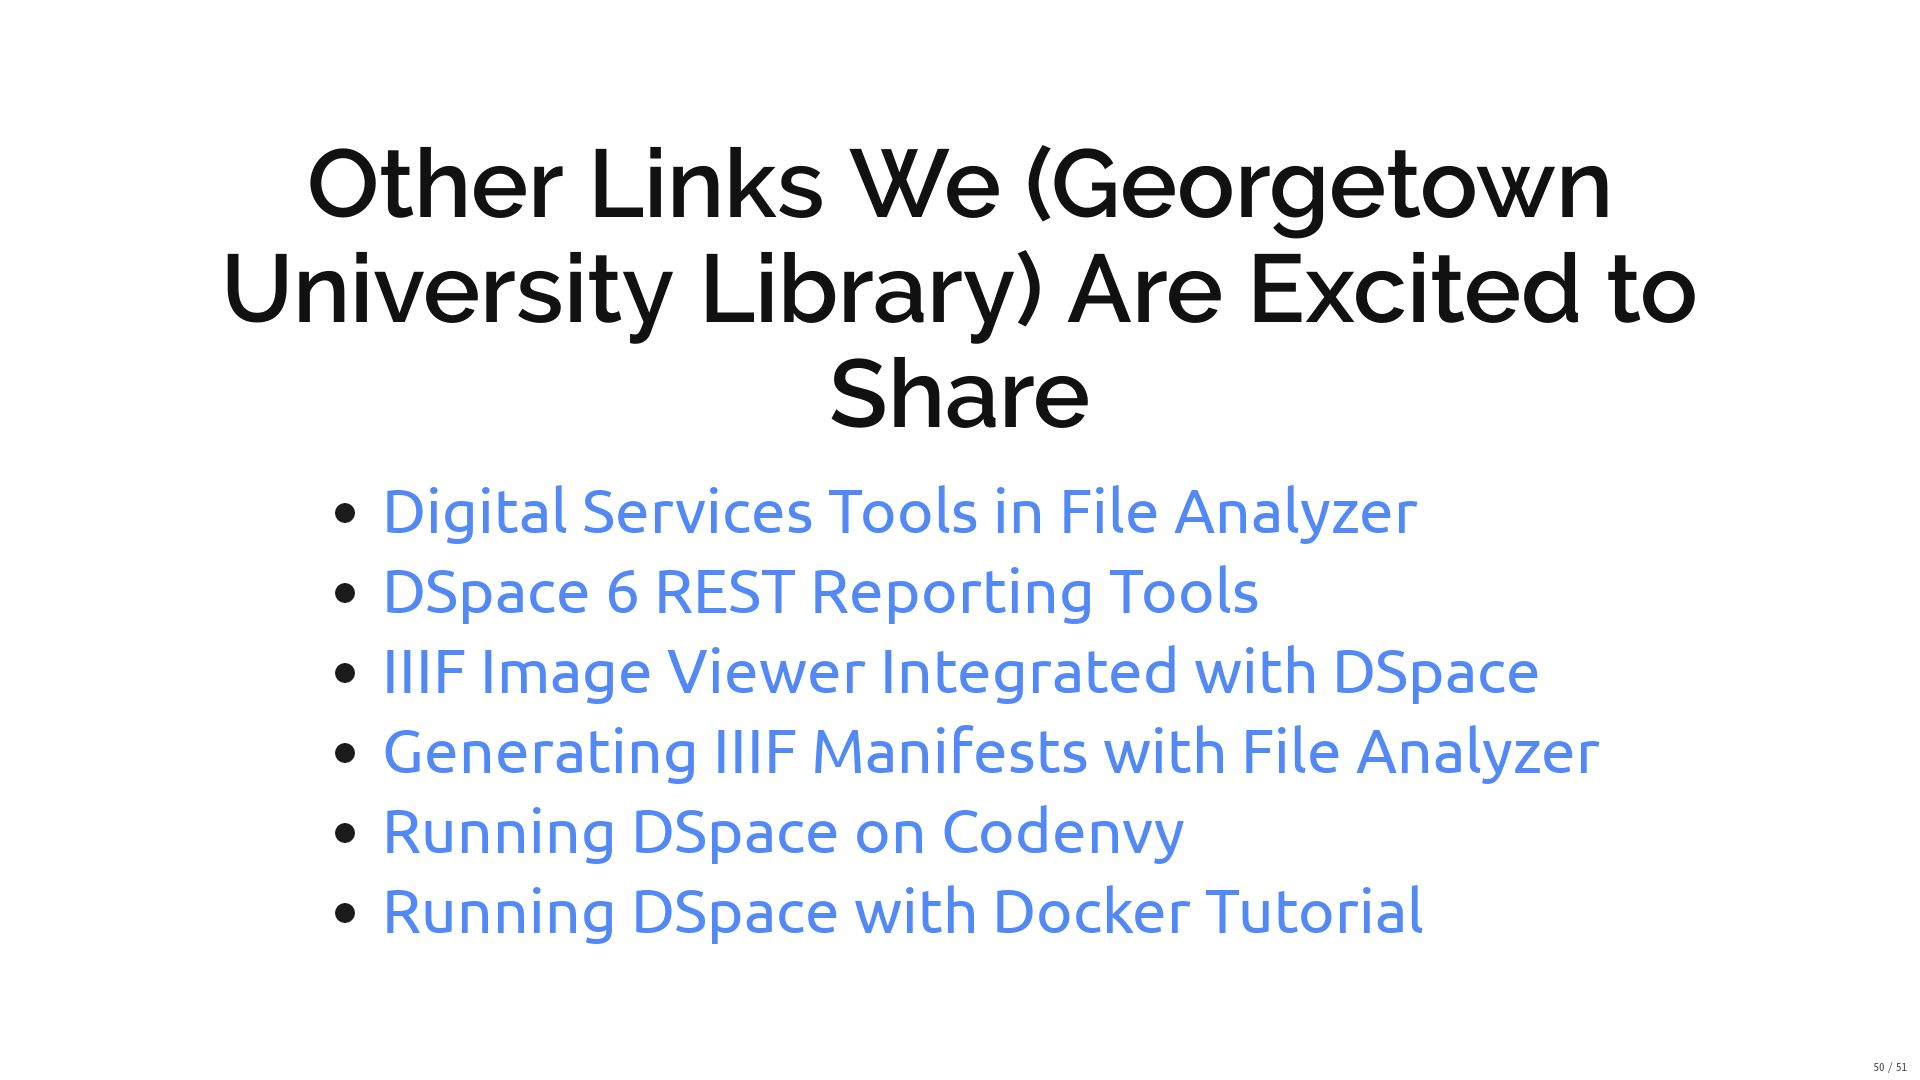 Other Links We (Georgetown
University Library) Are Excited to
Share
Digital Services Tools in File Analyzer
DSpace 6 REST Reporting Tools
IIIF Image Viewer Integrated with DSpace
Generating IIIF Manifests with File Analyzer
Running DSpace on Codenvy
Running DSpace with Docker Tutorial
50 / 51